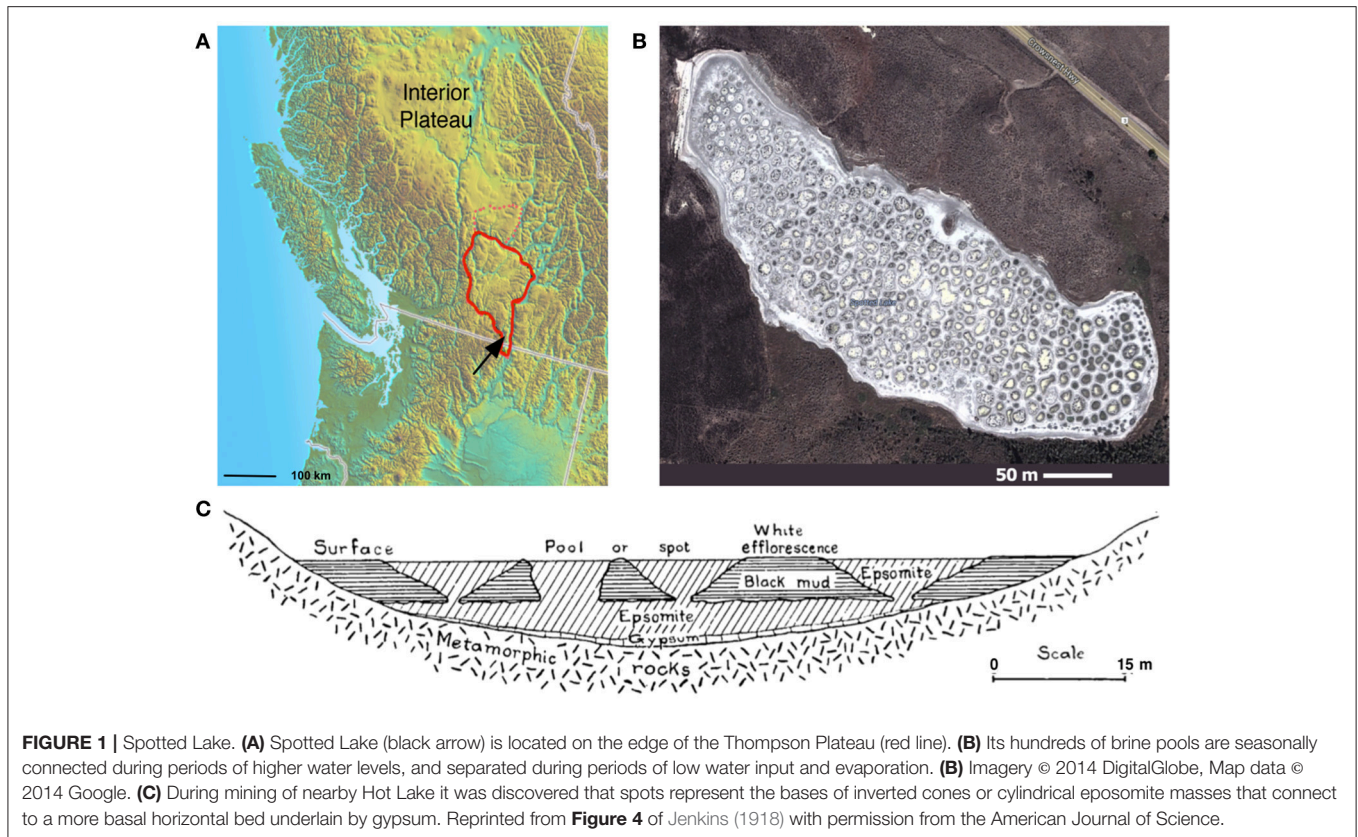 A
Interior
Plateau
100 km
B
Crowsnest Hwy
3
Spotted Lake
50 m
C
Surface
Pool or spot
White
efflorescence
Black mud
Epsomite
Epsomite
Gypsum
Metamorphic
rocks
Scale
0 15 m
FIGURE 1 | Spotted Lake. (A) Spotted Lake (black arrow) is located on the edge of the Thompson Plateau (red line). (B) Its hundreds of brine pools are seasonally
connected during periods of higher water levels, and separated during periods of low water input and evaporation. (B) Imagery © 2014 DigitalGlobe, Map data ©
2014 Google. (C) During mining of nearby Hot Lake it was discovered that spots represent the bases of inverted cones or cylindrical eposomite masses that connect
to a more basal horizontal bed underlain by gypsum. Reprinted from Figure 4 of Jenkins (1918) with permission from the American Journal of Science.